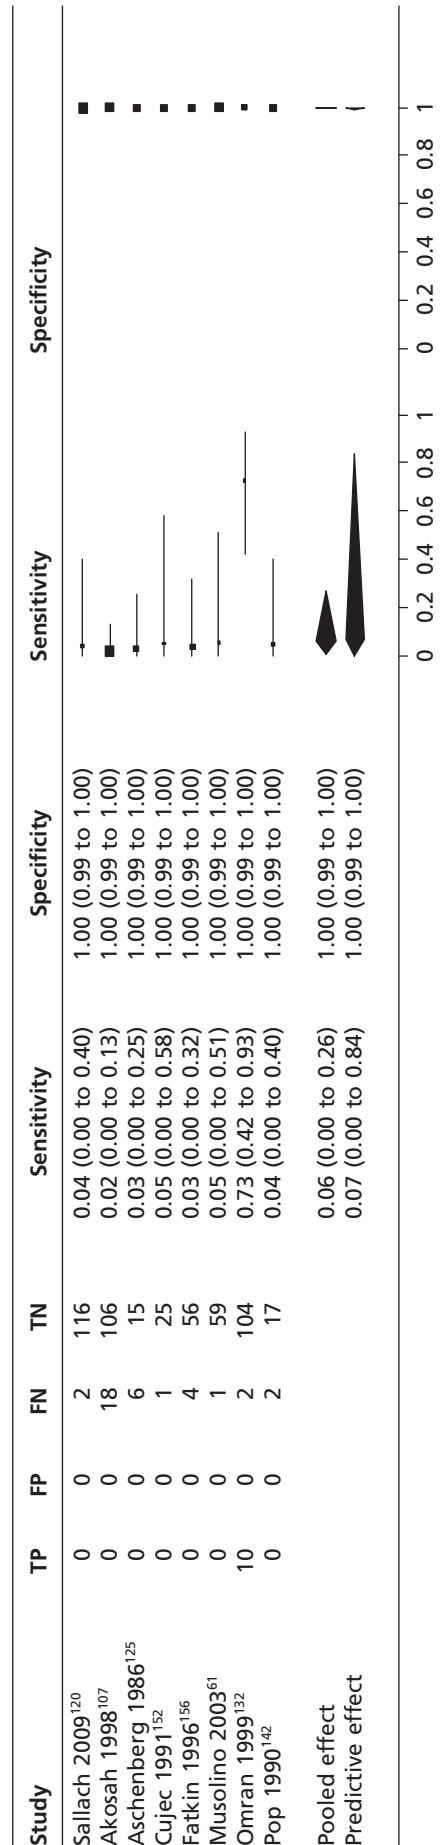 Study TP FP FN TN Sensitivity Specificity Sensitivity Specificity
Sallach 2009¹²⁰ 0 0 2 116 0.04 (0.00 to 0.40) 1.00 (0.99 to 1.00)
Akosah 1998¹⁰⁷ 0 0 18 106 0.02 (0.00 to 0.13) 1.00 (0.99 to 1.00)
Aschenberg 1986¹²⁵ 0 0 6 15 0.03 (0.00 to 0.25) 1.00 (0.99 to 1.00)
Cujec 1991¹⁵² 0 0 1 25 0.05 (0.00 to 0.58) 1.00 (0.99 to 1.00)
Fatkin 1996¹⁵⁶ 0 0 4 56 0.03 (0.00 to 0.32) 1.00 (0.99 to 1.00)
Musolino 2003⁶¹ 0 0 1 59 0.05 (0.00 to 0.51) 1.00 (0.99 to 1.00)
Omran 1999¹³² 10 0 2 104 0.73 (0.42 to 0.93) 1.00 (0.99 to 1.00)
Pop 1990¹⁴² 0 0 2 17 0.04 (0.00 to 0.40) 1.00 (0.99 to 1.00)
Pooled effect 0.06 (0.00 to 0.26) 1.00 (0.99 to 1.00)
Predictive effect 0.07 (0.00 to 0.84) 1.00 (0.99 to 1.00)
0 0.2 0.4 0.6 0.8 1 0 0.2 0.4 0.6 0.8 1